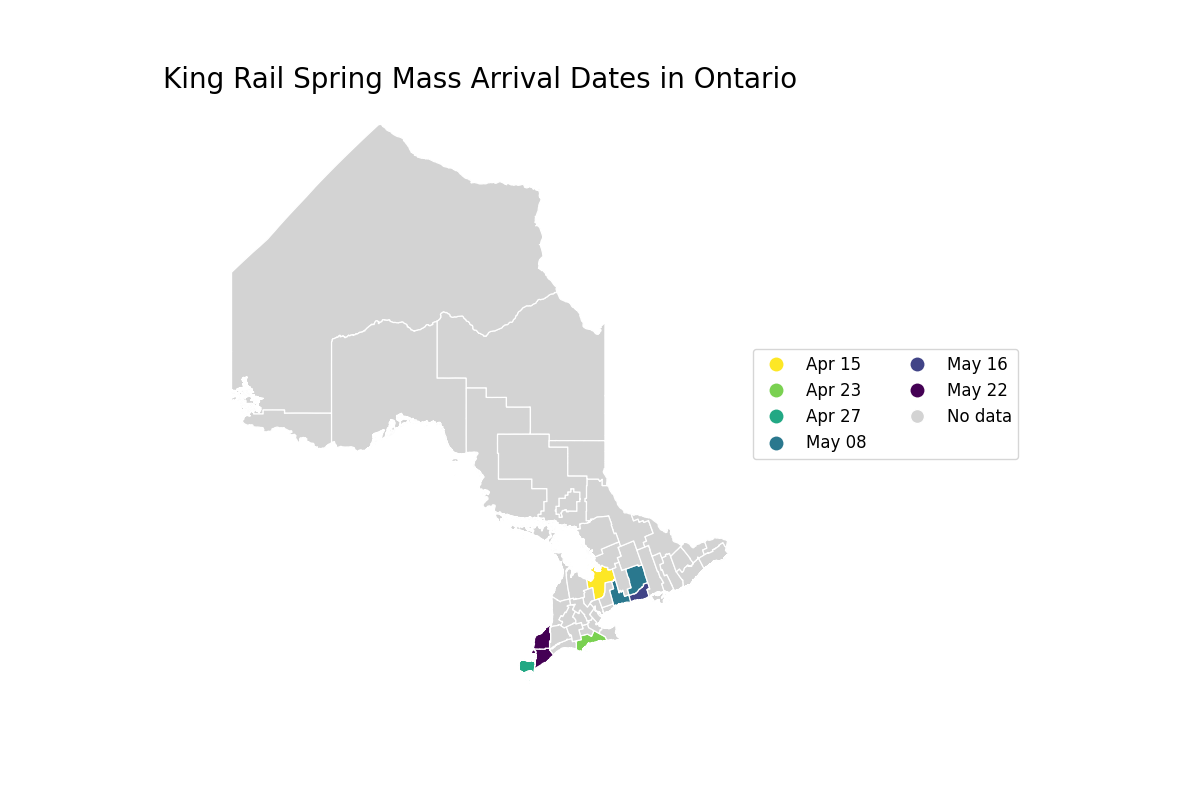 King Rail Spring Mass Arrival Dates in Ontario
Apr 15
Apr 23
Apr 27
May 08
May 16
May 22
No data